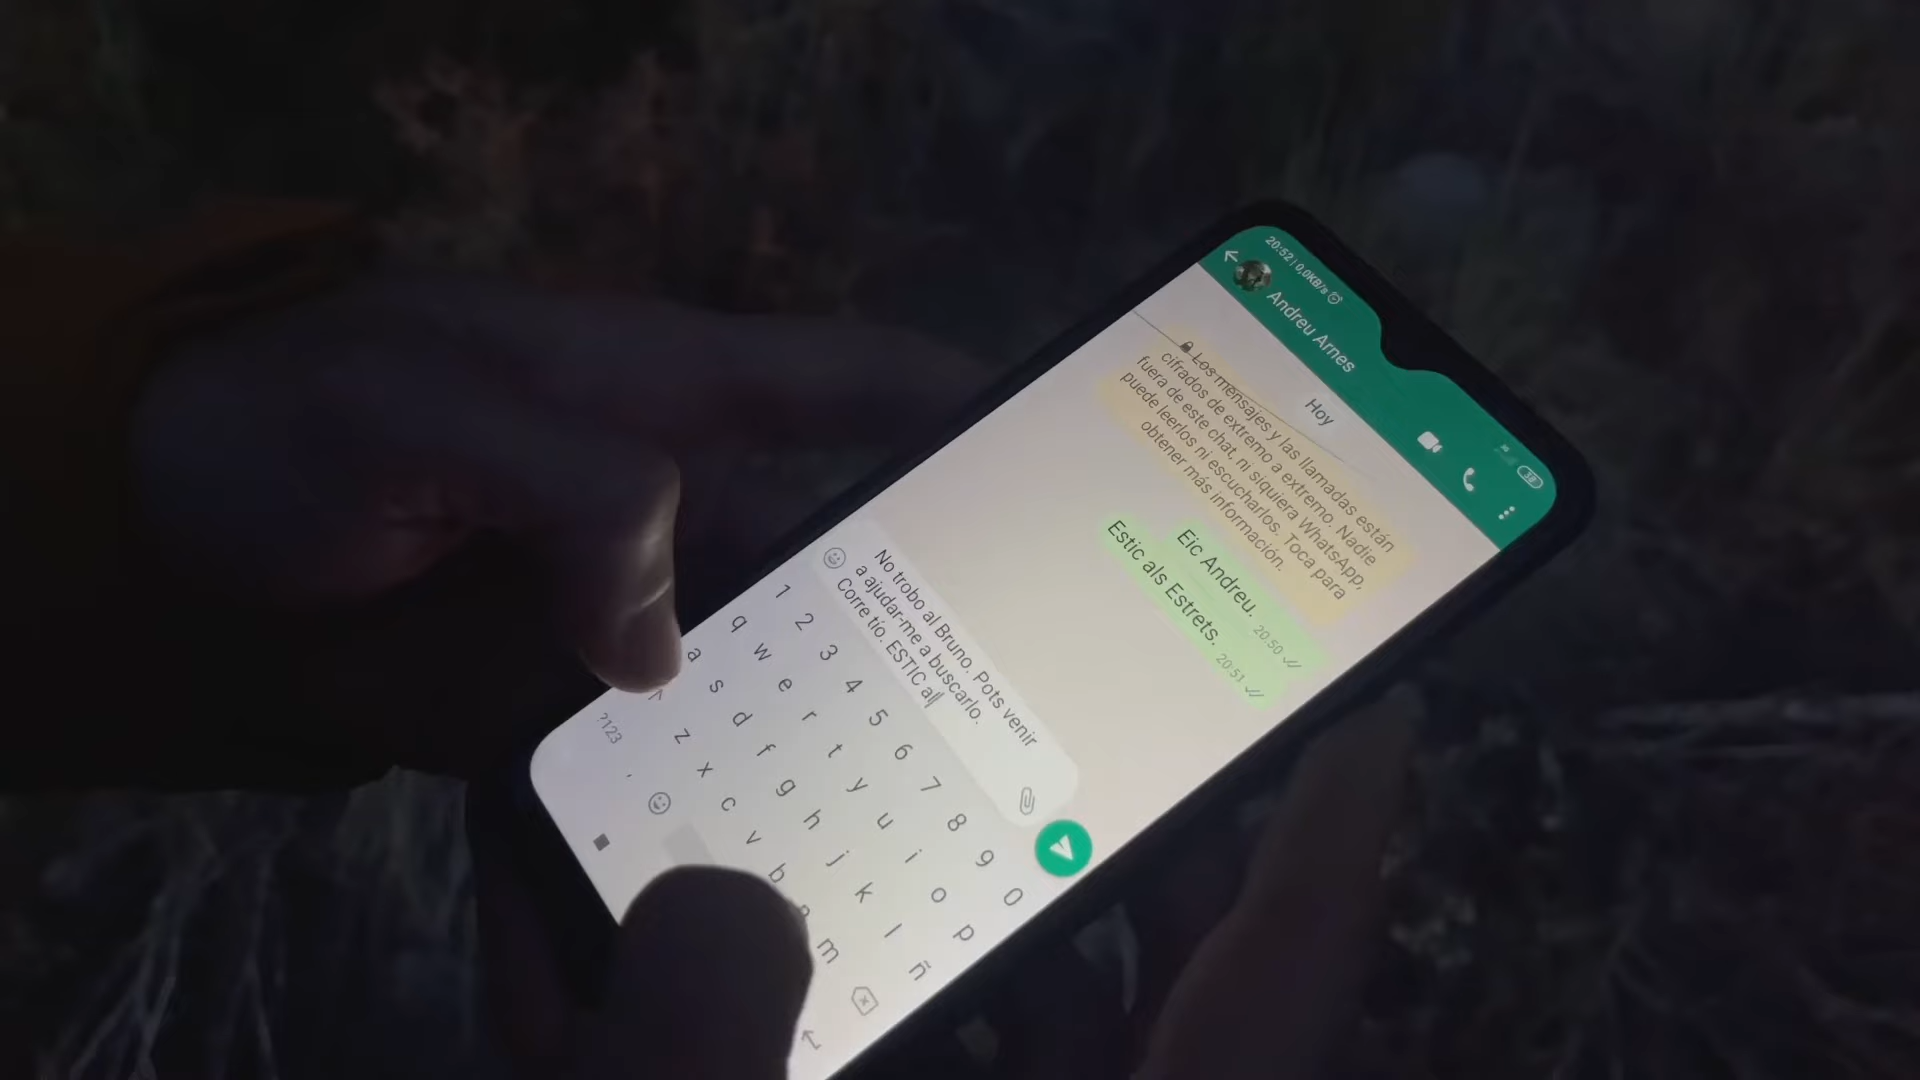 20:52 | 0,0KB/s
38
Andreu Arnes
Hoy
Los mensajes y las llamadas están
cifrados de extremo a extremo. Nadie
fuera de este chat, ni siquiera WhatsApp,
puede leerlos ni escucharlos. Toca para
obtener más información.
Eic Andreu. 20:50
Estic als Estrets. 20:51
No trobo al Bruno. Pots venir
a ajudar-me a buscarlo.
Corre tío. ESTIC al
1 2 3 4 5 6 7 8 9 0
q w e r t y u i o p
a s d f g h j k l ñ
z x c v b n m
?123 ,